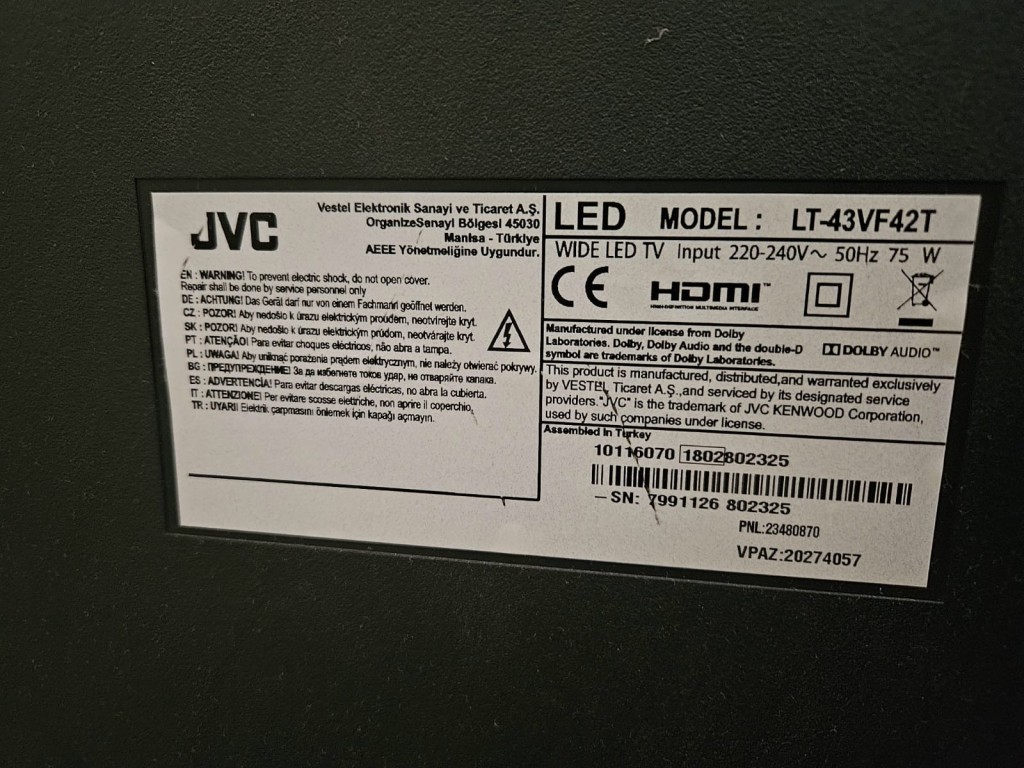 JVC
Vestel Elektronik Sanayi ve Ticaret A.Ş.
OrganizeSanayi Bölgesi 45030
Manisa - Türkiye
AEEE Yönetmeliğine Uygundur.
EN : WARNING! To prevent electric shock, do not open cover.
Repair shall be done by service personnel only
DE : ACHTUNG! Das Gerät darf nur von einem Fachmann geöffnet werden.
CZ : POZOR! Aby nedošlo k úrazu elektrickým proudem, neotvírejte kryt.
SK : POZOR! Aby nedošlo k úrazu elektrickým prúdom, neotvárajte kryt.
PT : ATENÇÃO! Para evitar choques eléctricos, não abra a tampa.
PL : UWAGA! Aby uniknąć porażenia prądem elektrycznym, nie należy otwierać pokrywy.
BG : ПРЕДУПРЕЖДЕНИЕ! За да избегнете токов удар, не отваряйте капака.
ES : ADVERTENCIA! Para evitar descargas eléctricas, no abra la cubierta.
IT : ATTENZIONE! Per evitare scosse elettriche, non aprire il coperchio.
TR : UYARI! Elektrik çarpmasını önlemek için kapağı açmayın.
LED MODEL : LT-43VF42T
WIDE LED TV Input 220-240V~ 50Hz 75 W
CE HDMI™
HIGH-DEFINITION MULTIMEDIA INTERFACE
Manufactured under license from Dolby
Laboratories. Dolby, Dolby Audio and the double-D
symbol are trademarks of Dolby Laboratories.
DOLBY AUDIO™
This product is manufactured, distributed,and warranted exclusively
by VESTEL Ticaret A.Ş.,and serviced by its designated service
providers."JVC" is the trademark of JVC KENWOOD Corporation,
used by such companies under license.
Assembled In Turkey
10116070 1802802325
– SN: 7991126 802325
PNL:23480870
VPAZ:20274057